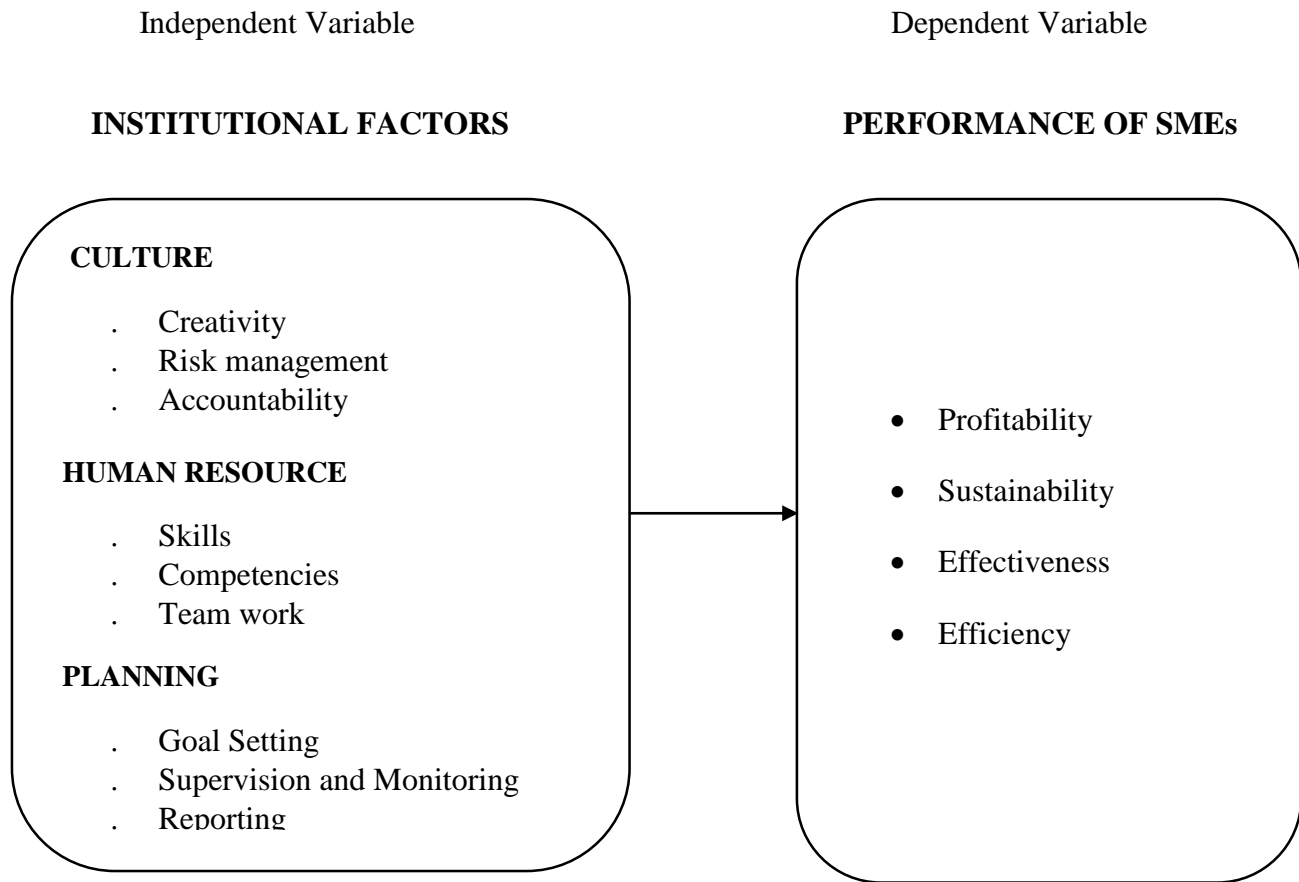 Independent Variable
Dependent Variable
INSTITUTIONAL FACTORS
PERFORMANCE OF SMEs
CULTURE
. Creativity
. Risk management
. Accountability
HUMAN RESOURCE
. Skills
. Competencies
. Team work
PLANNING
. Goal Setting
. Supervision and Monitoring
. Reporting
• Profitability
• Sustainability
• Effectiveness
• Efficiency